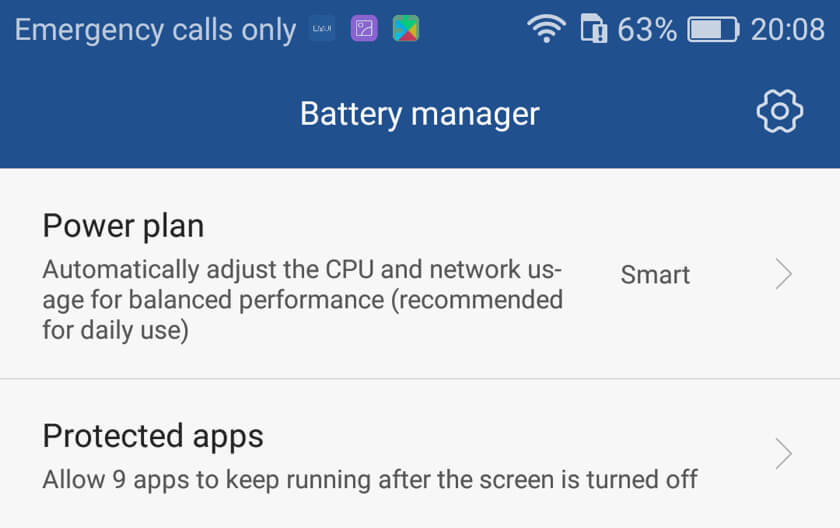 Emergency calls only 63% 20:08
Battery manager
Power plan
Automatically adjust the CPU and network us-
age for balanced performance (recommended
for daily use)
Smart
Protected apps
Allow 9 apps to keep running after the screen is turned off